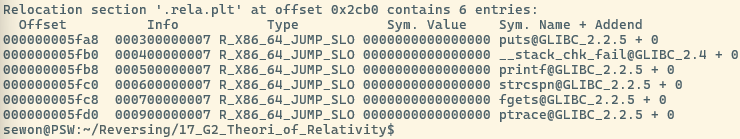 Relocation section '.rela.plt' at offset 0x2cb0 contains 6 entries:
  Offset          Info           Type           Sym. Value    Sym. Name + Addend
000000005fa8  000300000007 R_X86_64_JUMP_SLO 0000000000000000 puts@GLIBC_2.2.5 + 0
000000005fb0  000400000007 R_X86_64_JUMP_SLO 0000000000000000 __stack_chk_fail@GLIBC_2.4 + 0
000000005fb8  000500000007 R_X86_64_JUMP_SLO 0000000000000000 printf@GLIBC_2.2.5 + 0
000000005fc0  000600000007 R_X86_64_JUMP_SLO 0000000000000000 strcspn@GLIBC_2.2.5 + 0
000000005fc8  000700000007 R_X86_64_JUMP_SLO 0000000000000000 fgets@GLIBC_2.2.5 + 0
000000005fd0  000900000007 R_X86_64_JUMP_SLO 0000000000000000 ptrace@GLIBC_2.2.5 + 0
sewon@PSW:~/Reversing/17_G2_Theori_of_Relativity$